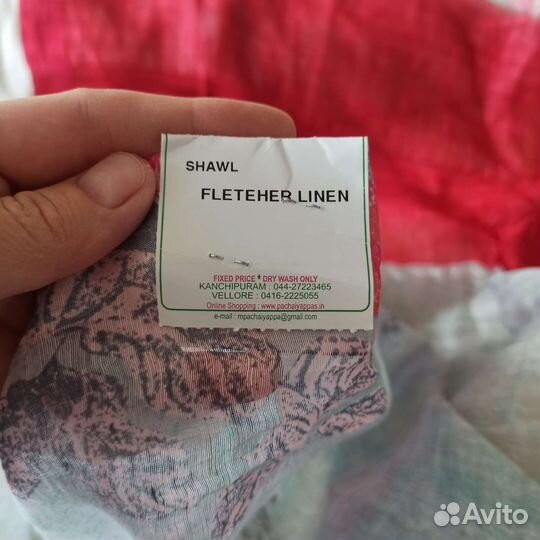 SHAWL
FLETEHER LINEN
FIXED PRICE * DRY WASH ONLY
KANCHIPURAM : 044-27223465
VELLORE : 0416-2225055
Online Shopping : www.pachaiyappas.in
e-mail : mpachaiyappa@gmail.com
Avito